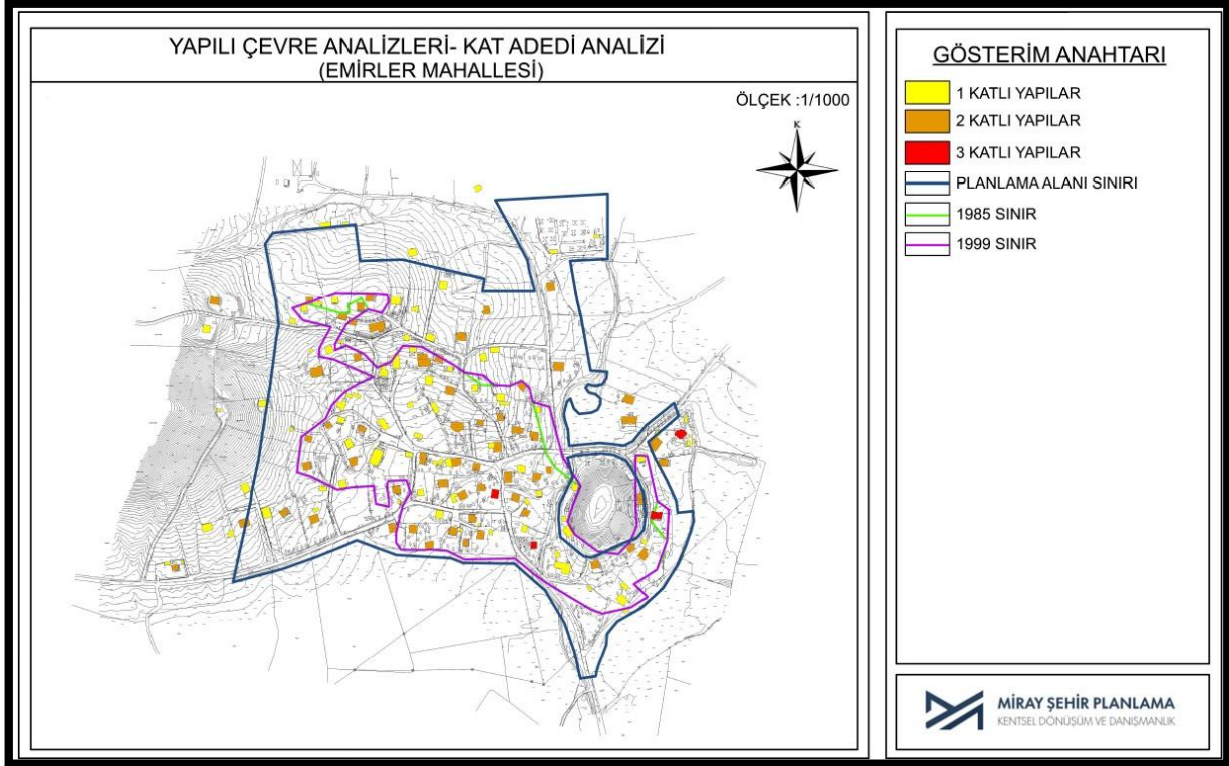 YAPILI ÇEVRE ANALİZLERİ- KAT ADEDİ ANALİZİ
(EMİRLER MAHALLESİ)
ÖLÇEK :1/1000
K
GÖSTERİM ANAHTARI
1 KATLI YAPILAR
2 KATLI YAPILAR
3 KATLI YAPILAR
PLANLAMA ALANI SINIRI
1985 SINIR
1999 SINIR
MİRAY ŞEHİR PLANLAMA
KENTSEL DÖNÜŞÜM VE DANIŞMANLIK